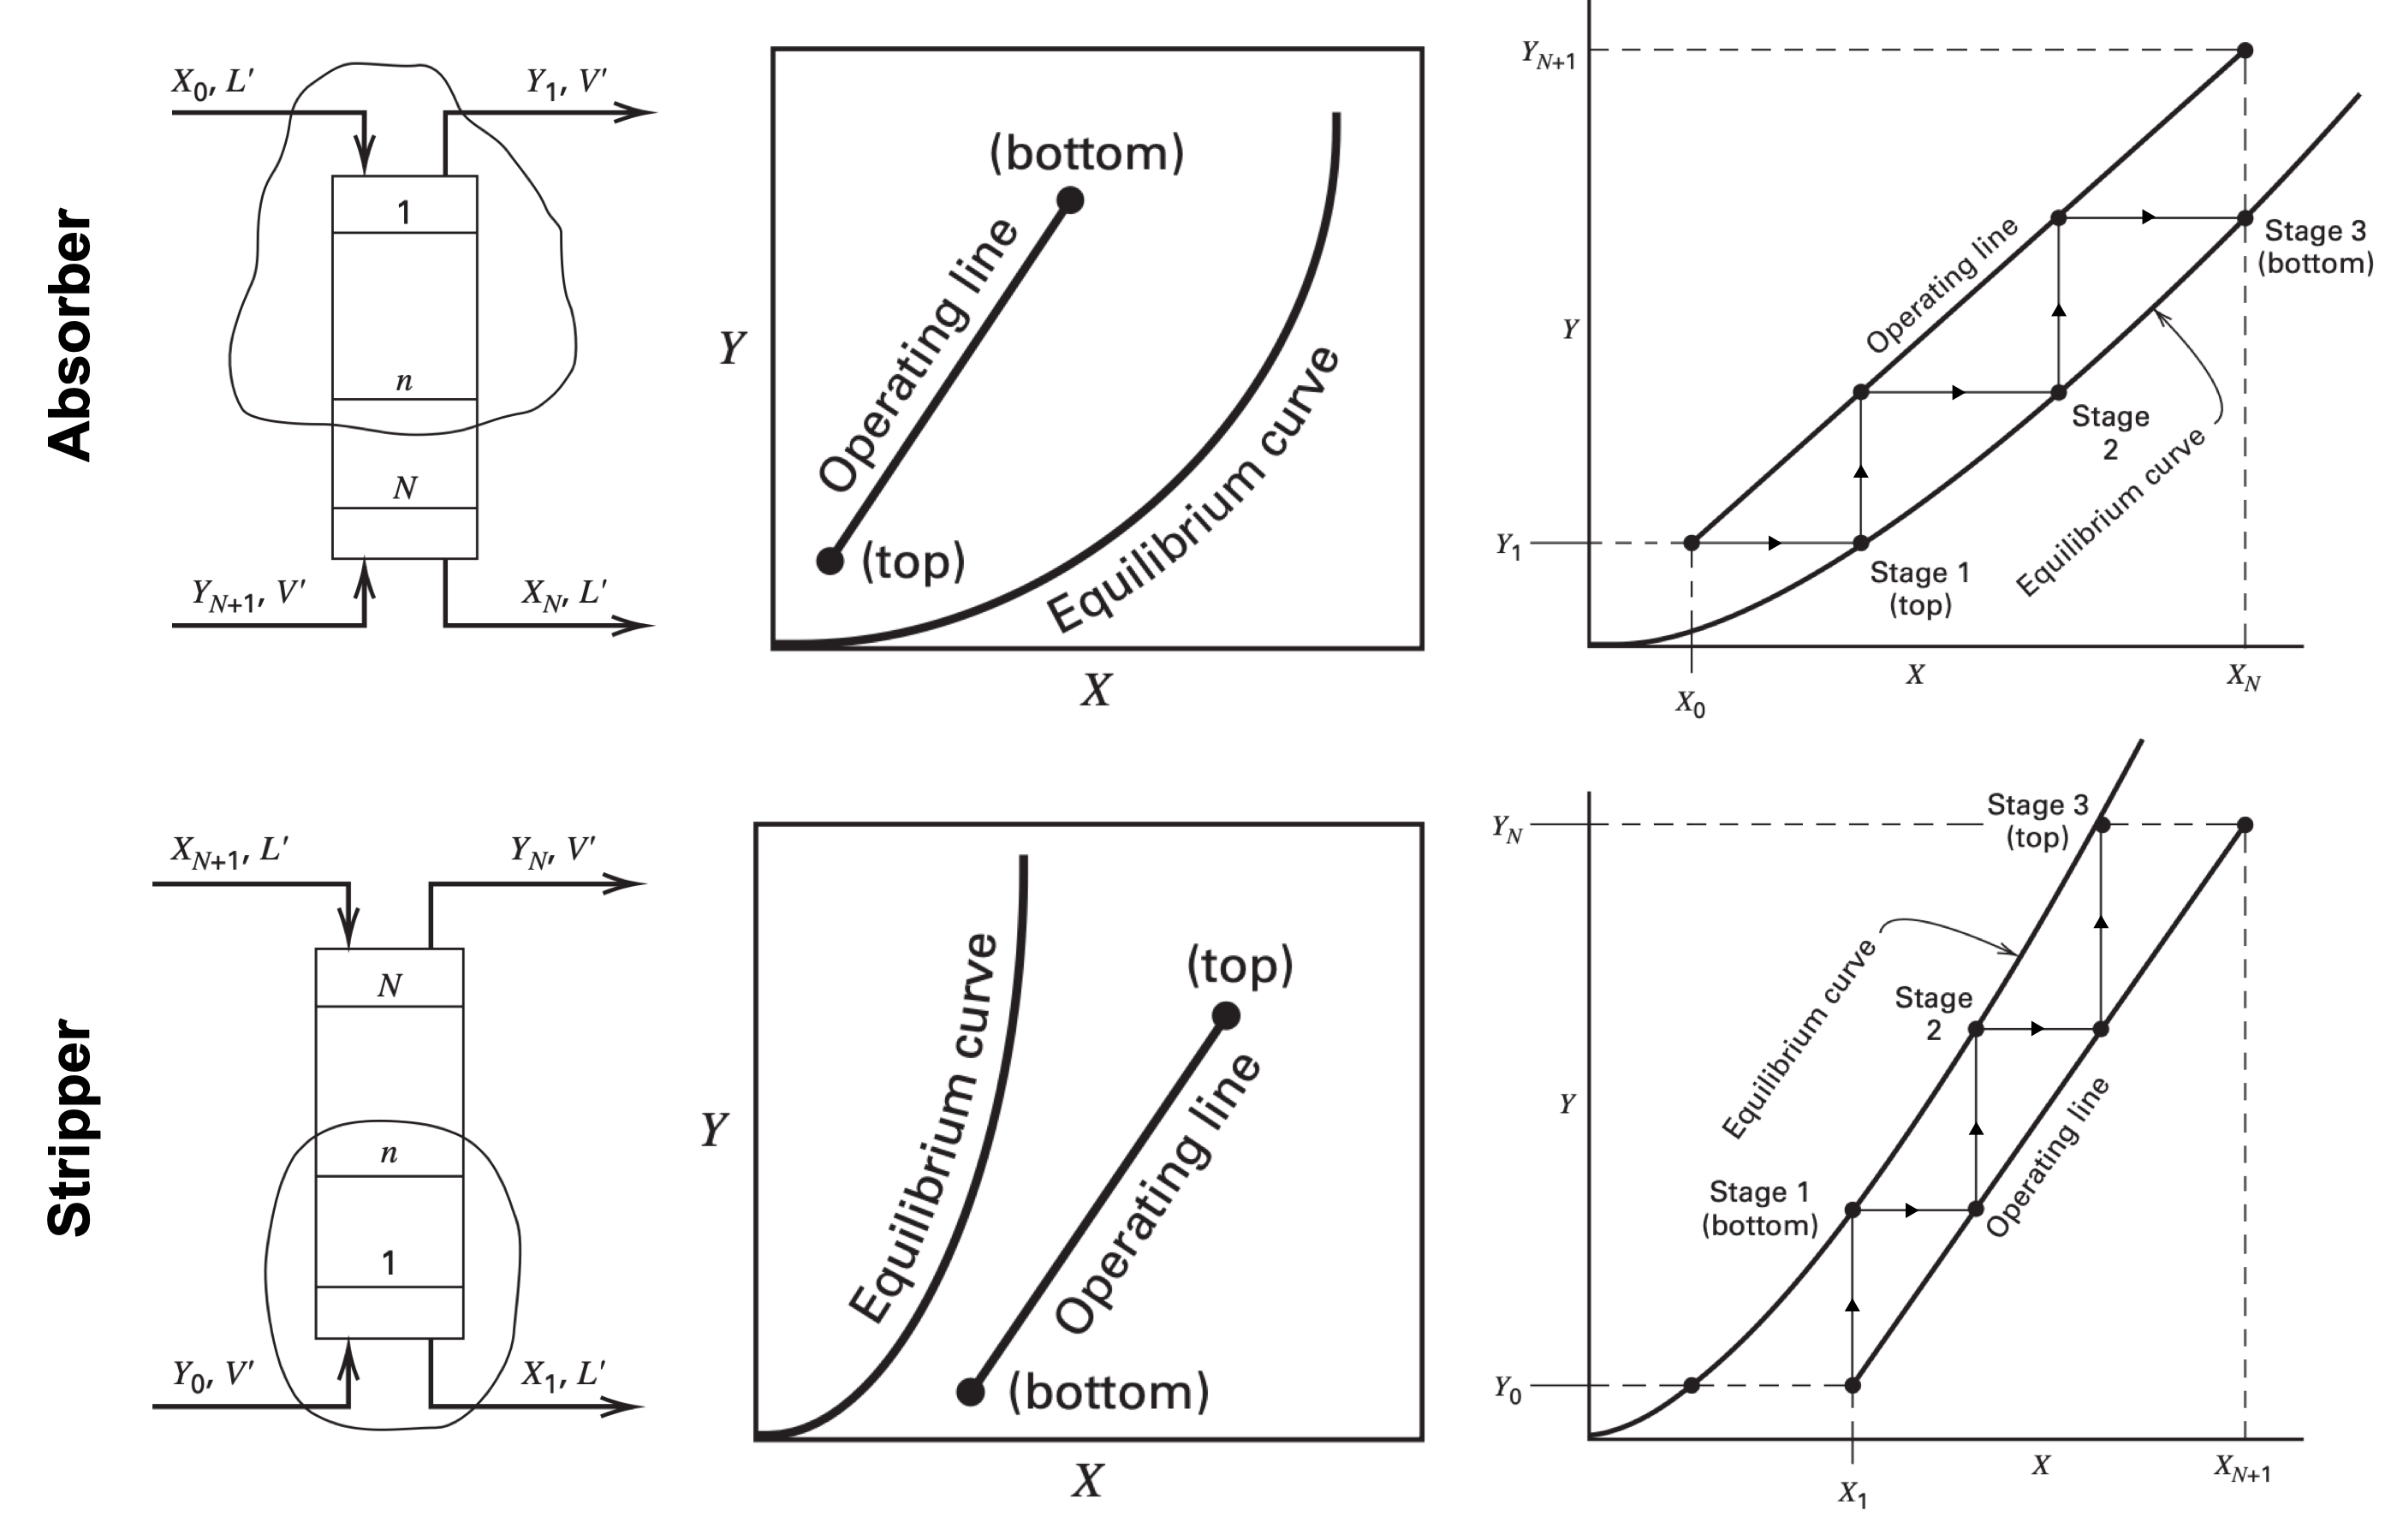 Absorber
X0, L′
Y1, V′
1
n
N
YN+1, V′
XN, L′
Y
(bottom)
Operating line
(top)
Equilibrium curve
X
YN+1
Y
Operating line
Stage 3
(bottom)
Stage
2
Equilibrium curve
Y1
Stage 1
(top)
X0
X
XN
Stripper
XN+1, L′
YN, V′
N
n
1
Y0, V′
X1, L′
Y
Equilibrium curve
(top)
Operating line
(bottom)
X
YN
Stage 3
(top)
Equilibrium curve
Stage
2
Y
Stage 1
(bottom)
Operating line
Y0
X1
X
XN+1